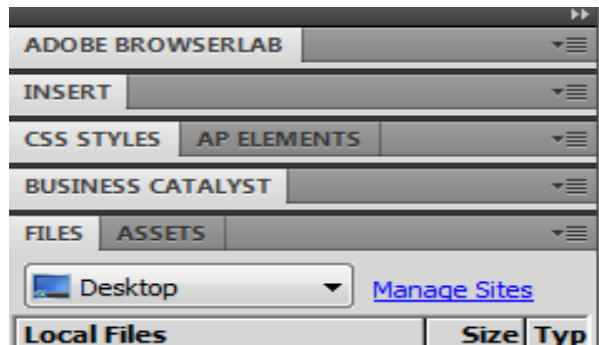 ADOBE BROWSERLAB
INSERT
CSS STYLES AP ELEMENTS
BUSINESS CATALYST
FILES ASSETS
Desktop Manage Sites
Local Files Size Typ